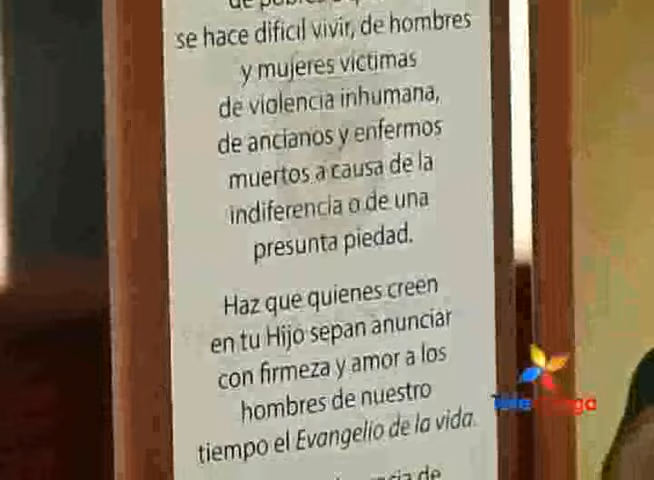 se hace dificil vivir, de hombres
y mujeres víctimas
de violencia inhumana,
de ancianos y enfermos
muertos a causa de la
indiferencia o de una
presunta piedad.
Haz que quienes creen
en tu Hijo sepan anunciar
con firmeza y amor a los
hombres de nuestro
tiempo el Evangelio de la vida.
de